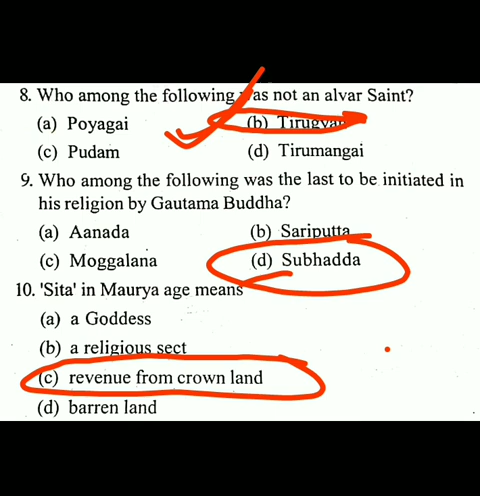 8. Who among the following was not an alvar Saint?
(a) Poyagai (b)
(c) Pudam (d) Tirumangai
9. Who among the following was the last to be initiated in
his religion by Gautama Buddha?
(a) Aanada (b) Sariputta
(c) Moggalana (d) Subhadda
10. 'Sita' in Maurya age means
(a) a Goddess
(b) a religious sect
(c) revenue from crown land
(d) barren land